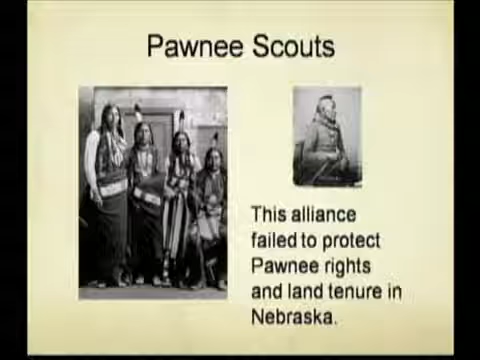 Pawnee Scouts
This alliance
failed to protect
Pawnee rights
and land tenure in
Nebraska.